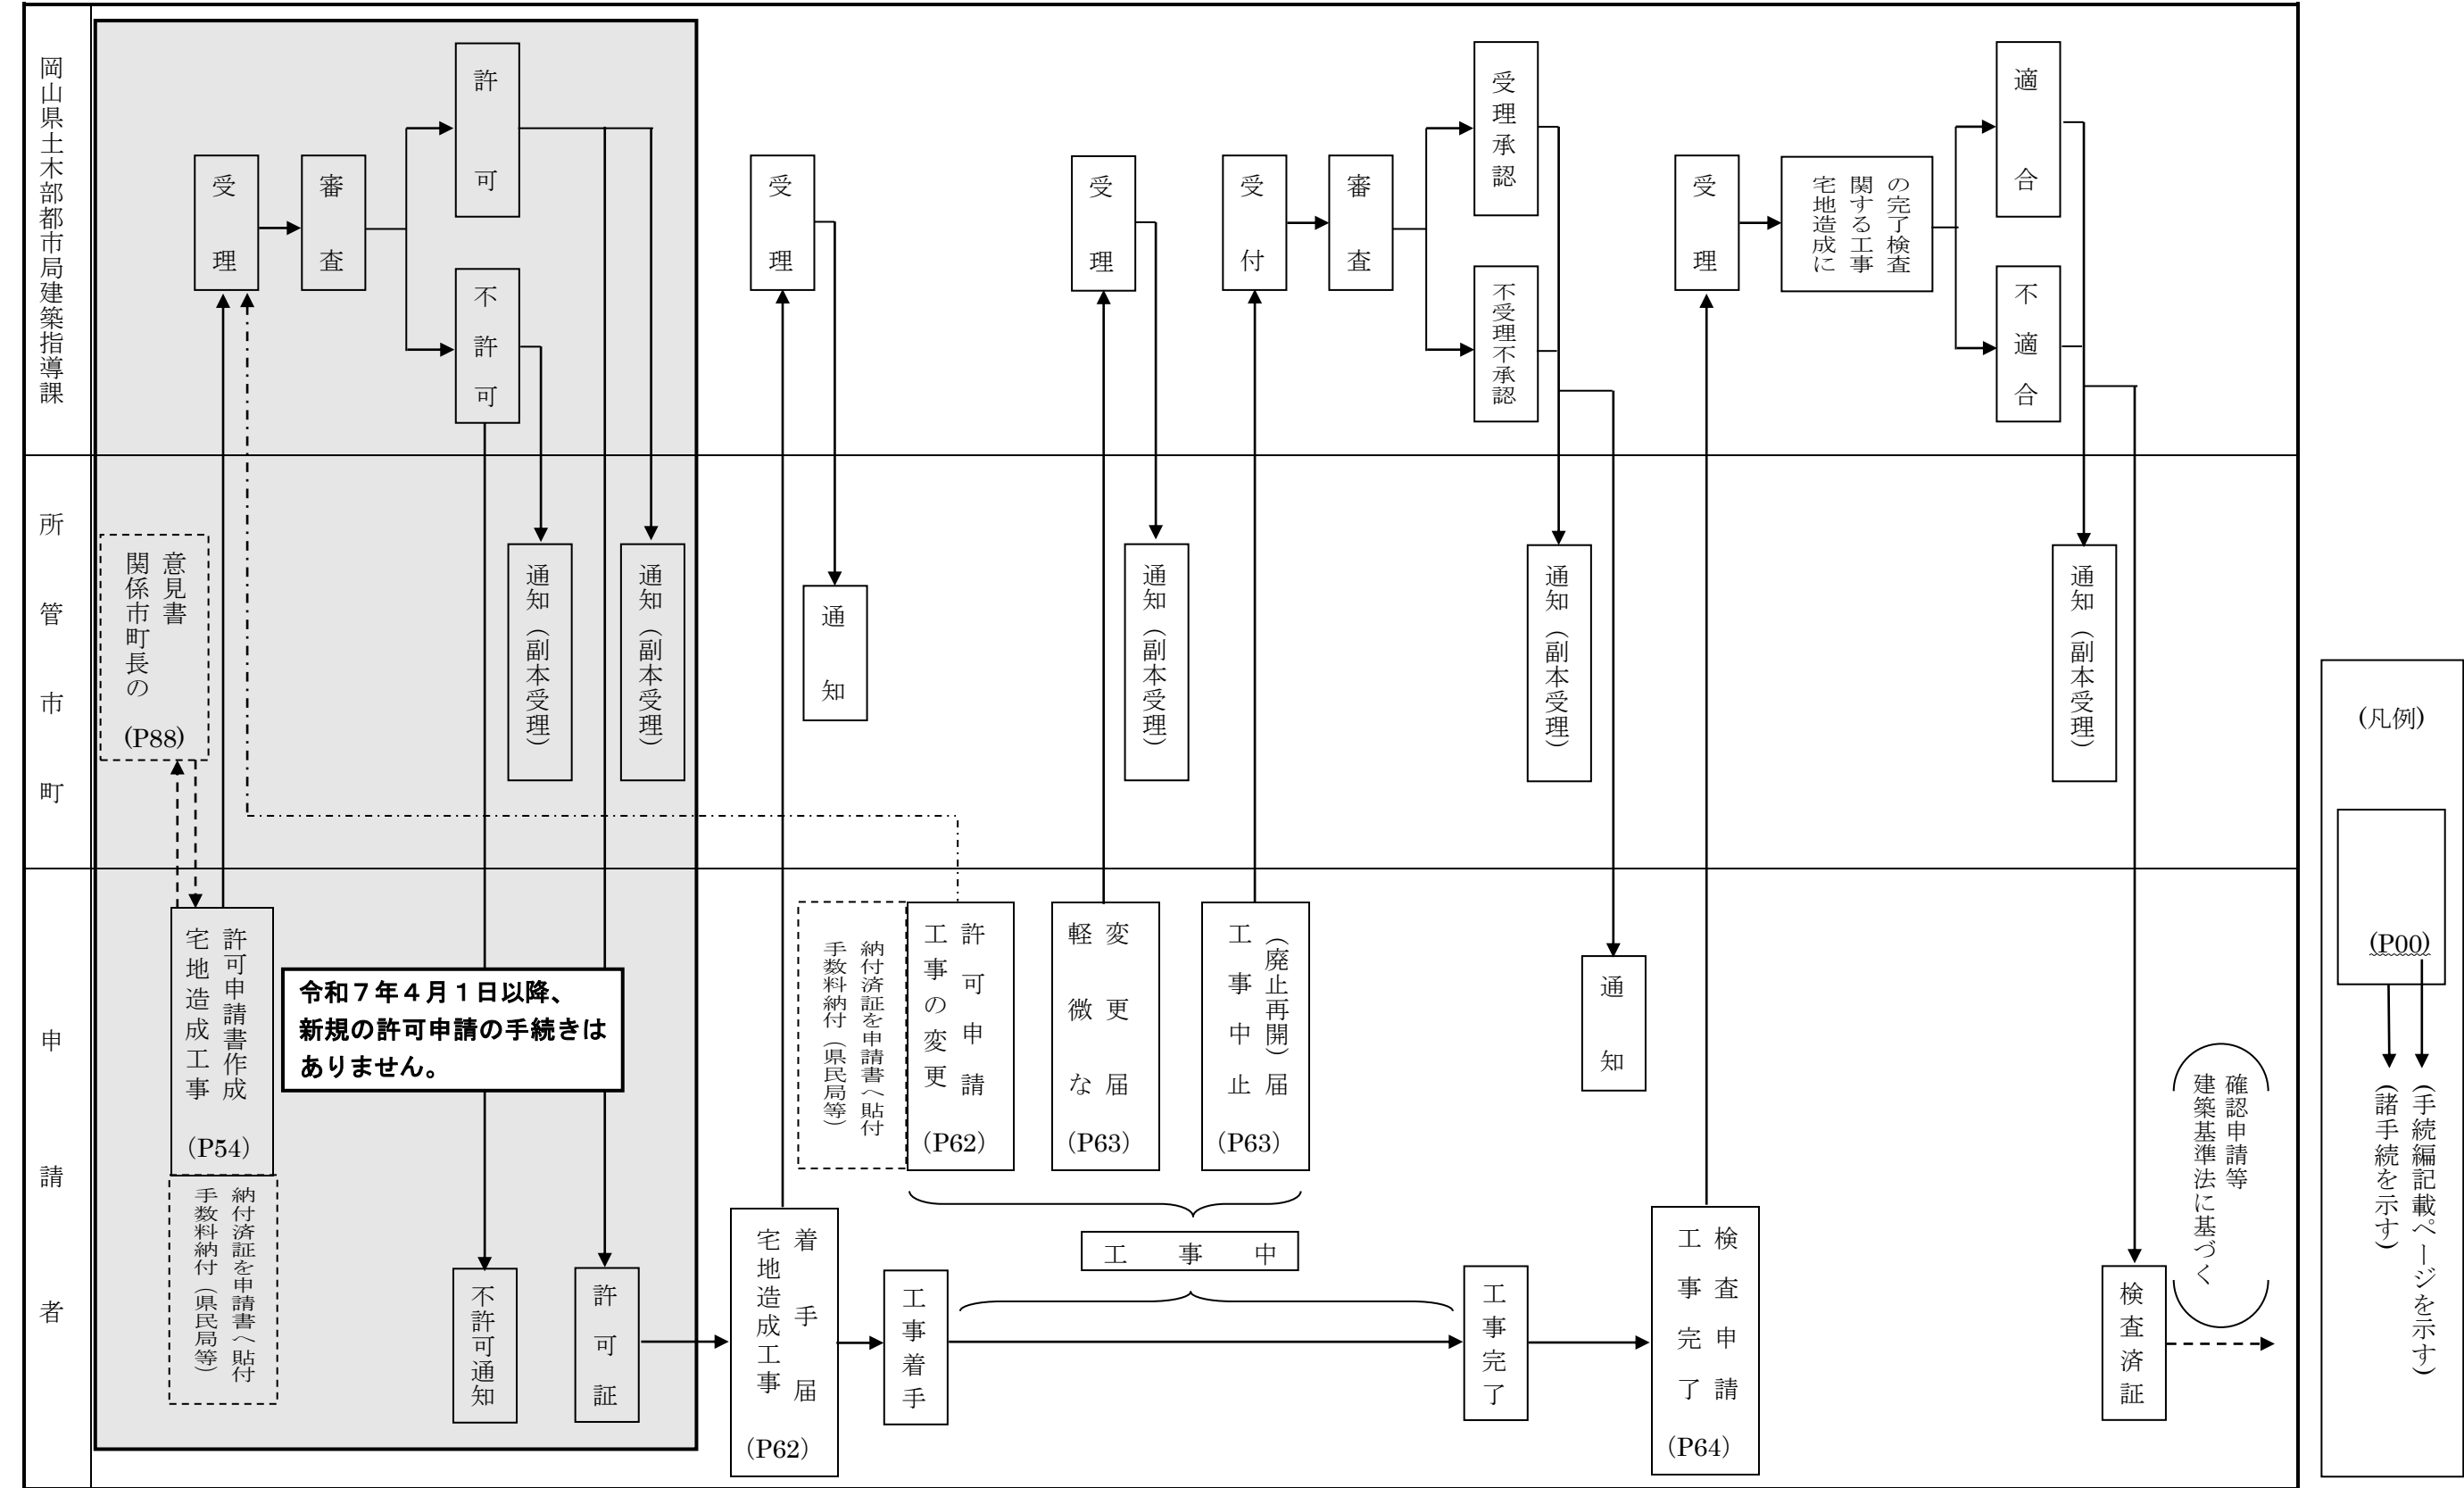 岡山県土木部都市局建築指導課
受理
審査
許可
不許可
受理
受理
受付
審査
受理承認
不受理不承認
受理
宅地造成に
関する工事
の完了検査
適合
不適合
所管市町
関係市町長の
意見書
(P88)
通知（副本受理）
通知（副本受理）
通知
通知（副本受理）
通知（副本受理）
通知（副本受理）
申請者
宅地造成工事
許可申請書作成
(P54)
手数料納付（県民局等）
納付済証を申請書へ貼付
令和７年４月１日以降、
新規の許可申請の手続きは
ありません。
不許可通知
許可証
宅地造成工事
着手届
(P62)
工事着手
手数料納付（県民局等）
納付済証を申請書へ貼付
工事の変更
許可申請
(P62)
軽微な
変更届
(P63)
工事中止
（廃止再開）届
(P63)
工事中
工事完了
通知
工事完了
検査申請
(P64)
検査済証
建築基準法に基づく
確認申請等
(凡例)
(P00)
(諸手続を示す)
(手続編記載ページを示す)